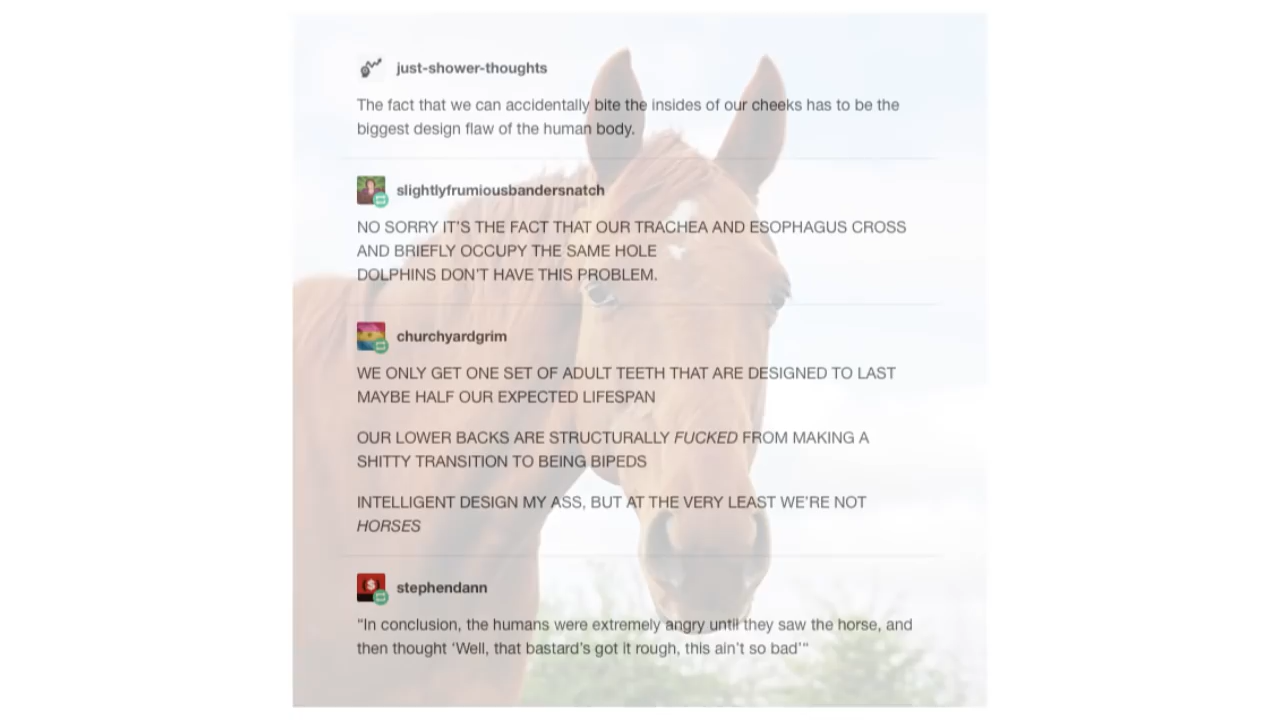 just-shower-thoughts
The fact that we can accidentally bite the insides of our cheeks has to be the
biggest design flaw of the human body.
slightlyfrumiousbandersnatch
NO SORRY IT'S THE FACT THAT OUR TRACHEA AND ESOPHAGUS CROSS
AND BRIEFLY OCCUPY THE SAME HOLE
DOLPHINS DON'T HAVE THIS PROBLEM.
churchyardgrim
WE ONLY GET ONE SET OF ADULT TEETH THAT ARE DESIGNED TO LAST
MAYBE HALF OUR EXPECTED LIFESPAN
OUR LOWER BACKS ARE STRUCTURALLY FUCKED FROM MAKING A
SHITTY TRANSITION TO BEING BIPEDS
INTELLIGENT DESIGN MY ASS, BUT AT THE VERY LEAST WE'RE NOT
HORSES
stephendann
"In conclusion, the humans were extremely angry until they saw the horse, and
then thought 'Well, that bastard's got it rough, this ain't so bad'"